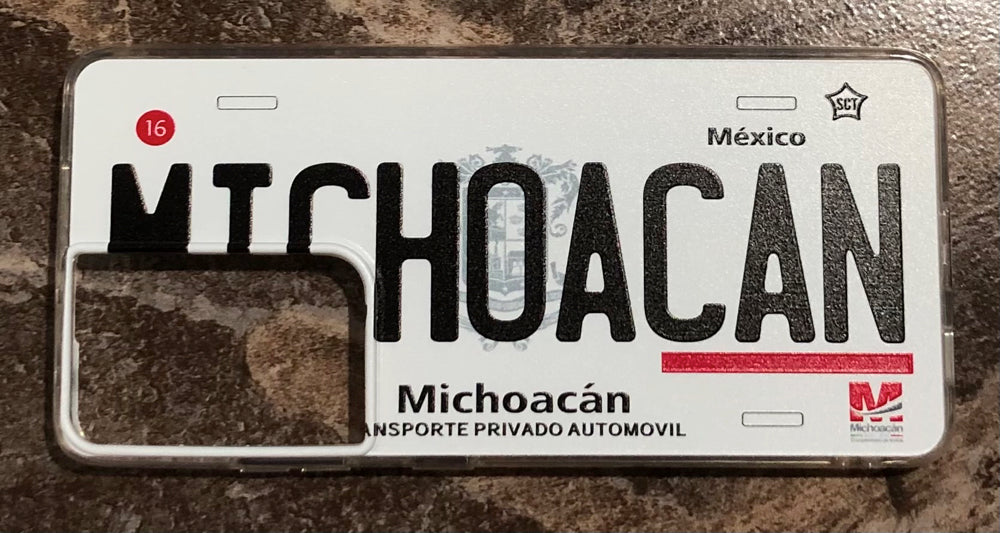 SCT
16
México
MICHOACAN
Michoacán
ANSPORTE PRIVADO AUTOMOVIL
M
Michoacán